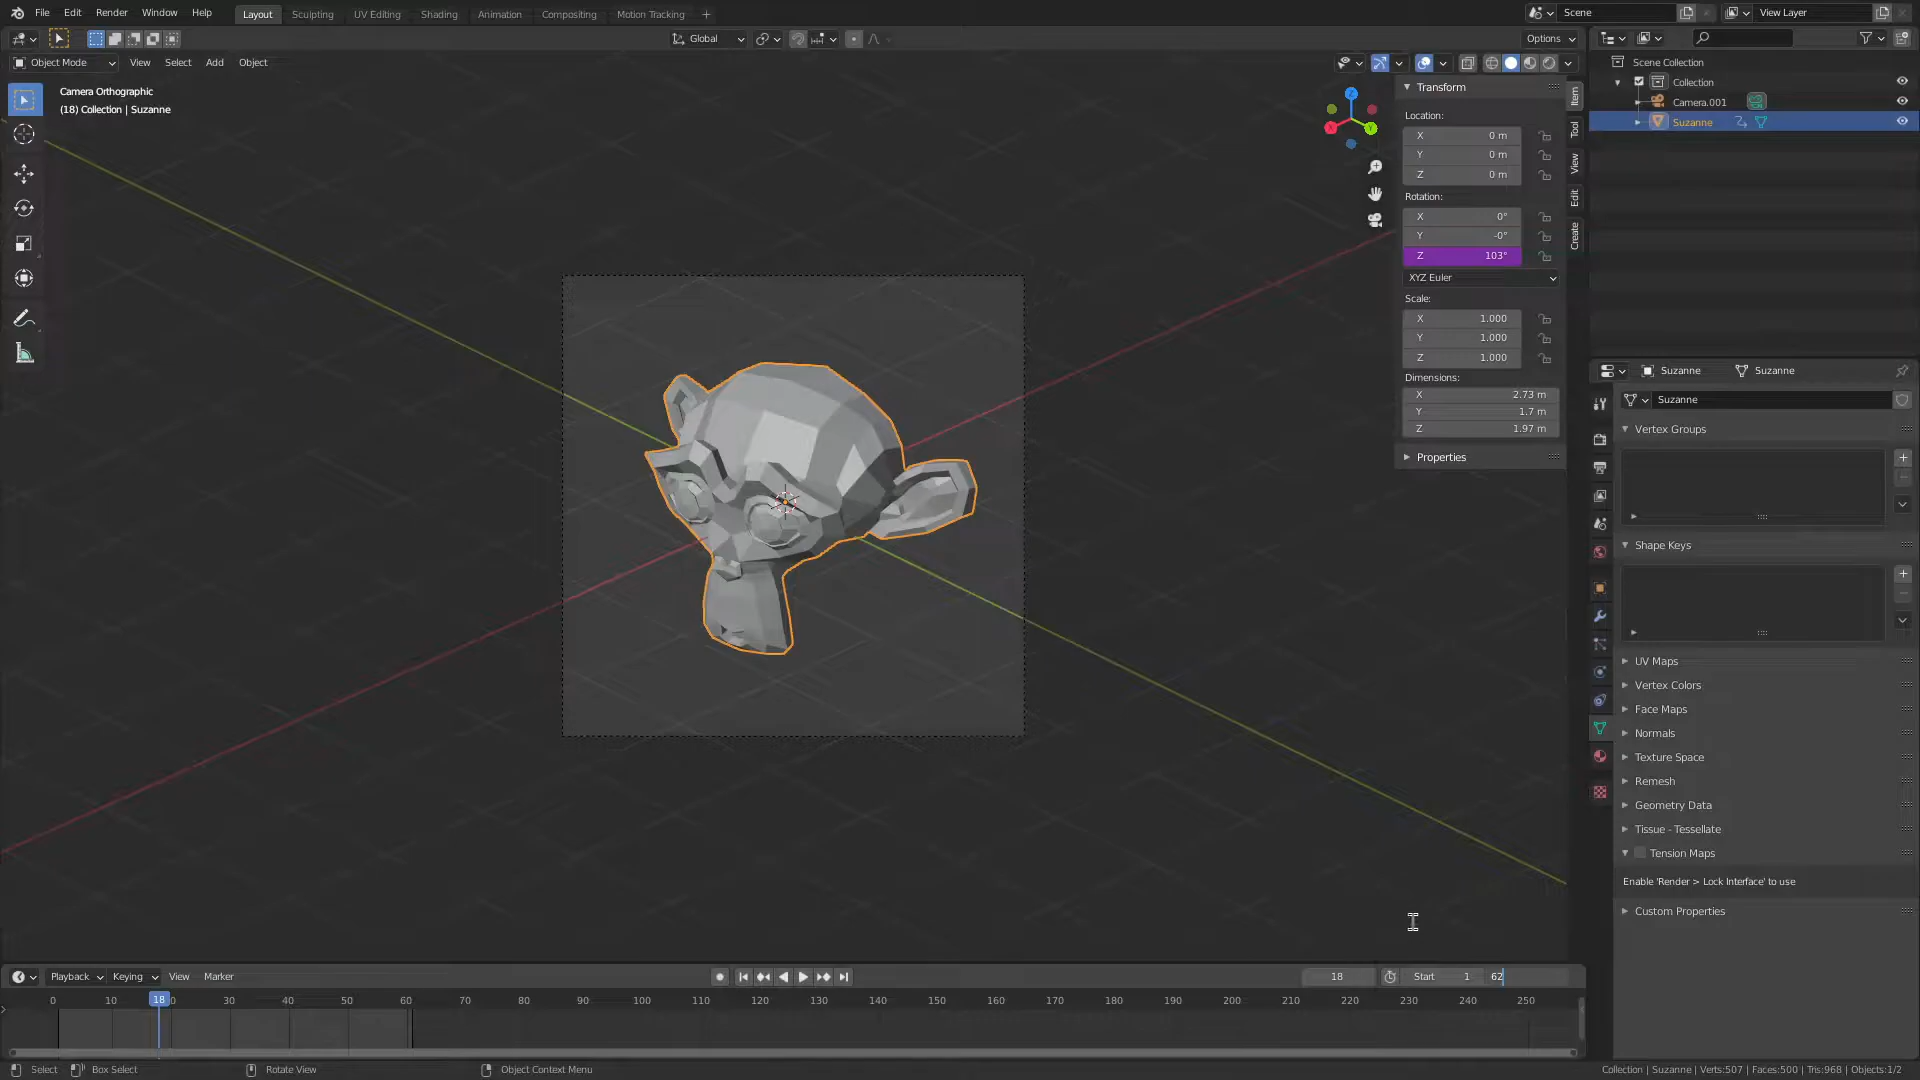 File Edit Render Window Help Layout Sculpting UV Editing Shading Animation Compositing Motion Tracking + Scene View Layer
Global Options
Object Mode View Select Add Object
Camera Orthographic
(18) Collection | Suzanne
Transform
Location:
X 0 m
Y 0 m
Z 0 m
Rotation:
X 0°
Y -0°
Z 103°
XYZ Euler
Scale:
X 1.000
Y 1.000
Z 1.000
Dimensions:
X 2.73 m
Y 1.7 m
Z 1.97 m
Properties
Item
Tool
View
Edit
Create
Scene Collection
Collection
Camera.001
Suzanne
Suzanne Suzanne
Suzanne
Vertex Groups
Shape Keys
UV Maps
Vertex Colors
Face Maps
Normals
Texture Space
Remesh
Geometry Data
Tissue - Tessellate
Tension Maps
Enable 'Render > Lock Interface' to use
Custom Properties
Playback Keying View Marker 18 Start 1 62
0 10 18 30 40 50 60 70 80 90 100 110 120 130 140 150 160 170 180 190 200 210 220 230 240 250
Select Box Select Rotate View Object Context Menu Collection | Suzanne | Verts:507 | Faces:500 | Tris:968 | Objects:1/2